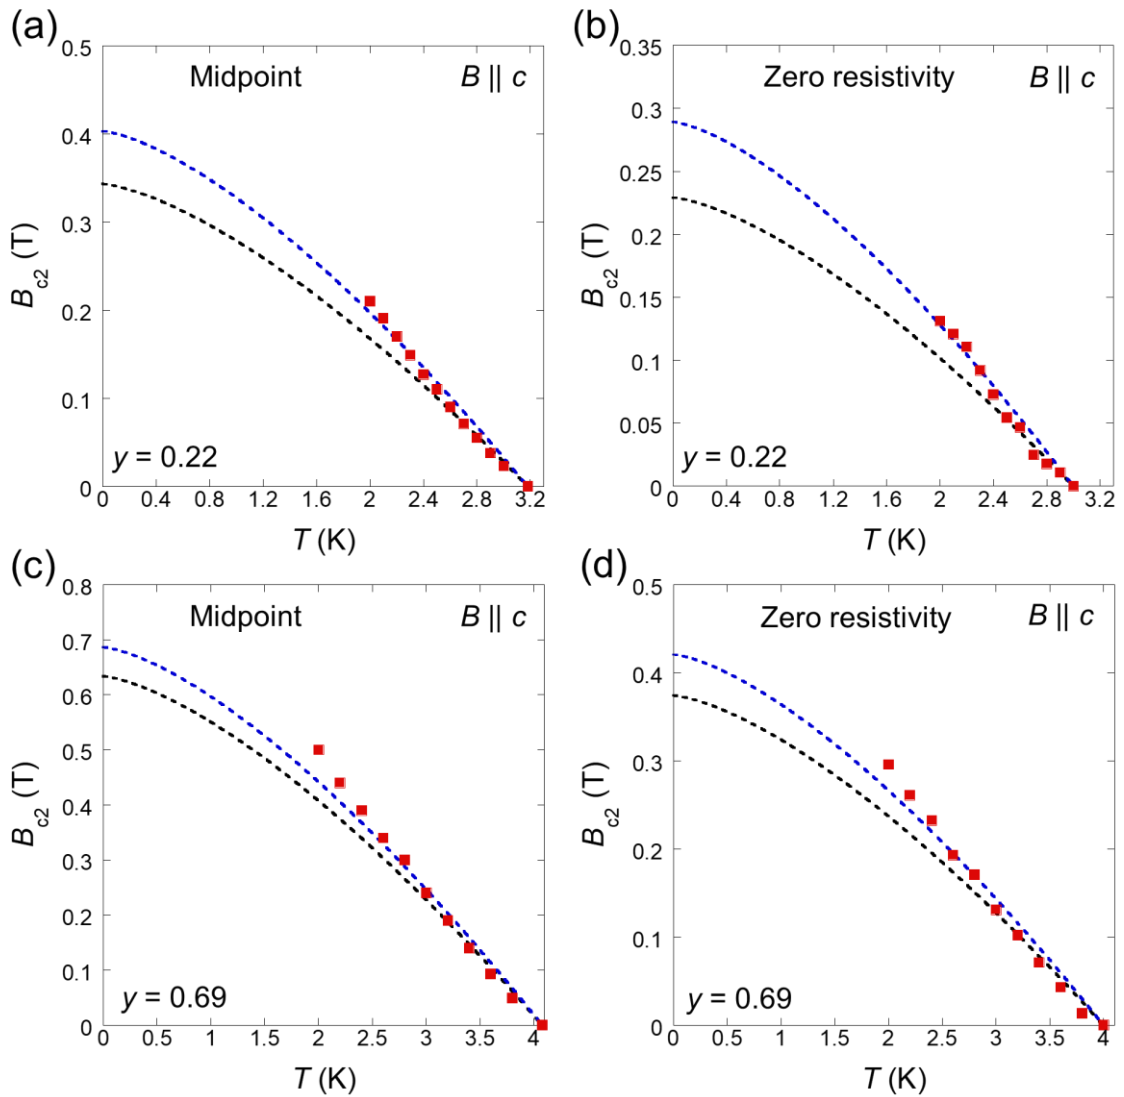 (a)
Midpoint
B || c
y = 0.22
B_c2 (T)
0.5
0.4
0.3
0.2
0.1
0
0 0.4 0.8 1.2 1.6 2 2.4 2.8 3.2
T (K)
(b)
Zero resistivity
B || c
y = 0.22
B_c2 (T)
0.35
0.3
0.25
0.2
0.15
0.1
0.05
0
0 0.4 0.8 1.2 1.6 2 2.4 2.8 3.2
T (K)
(c)
Midpoint
B || c
y = 0.69
B_c2 (T)
0.8
0.7
0.6
0.5
0.4
0.3
0.2
0.1
0
0 0.5 1 1.5 2 2.5 3 3.5 4
T (K)
(d)
Zero resistivity
B || c
y = 0.69
B_c2 (T)
0.5
0.4
0.3
0.2
0.1
0
0 0.5 1 1.5 2 2.5 3 3.5 4
T (K)